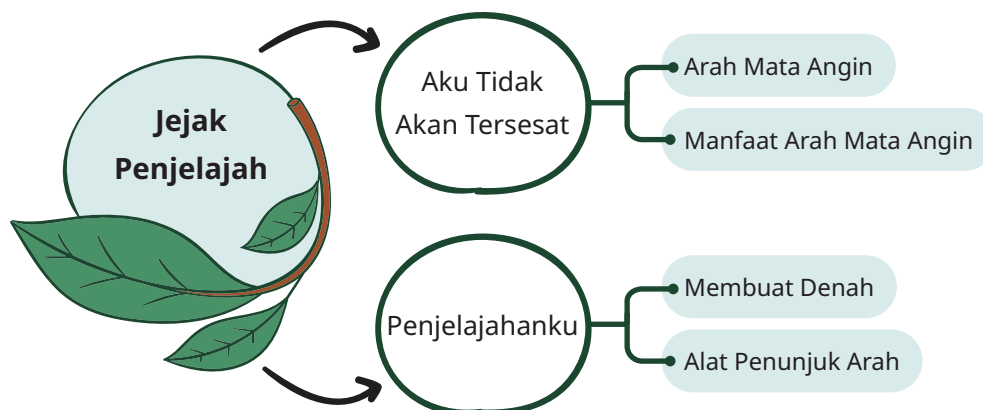 Jejak
Penjelajah
Aku Tidak
Akan Tersesat
Arah Mata Angin
Manfaat Arah Mata Angin
Penjelajahanku
Membuat Denah
Alat Penunjuk Arah